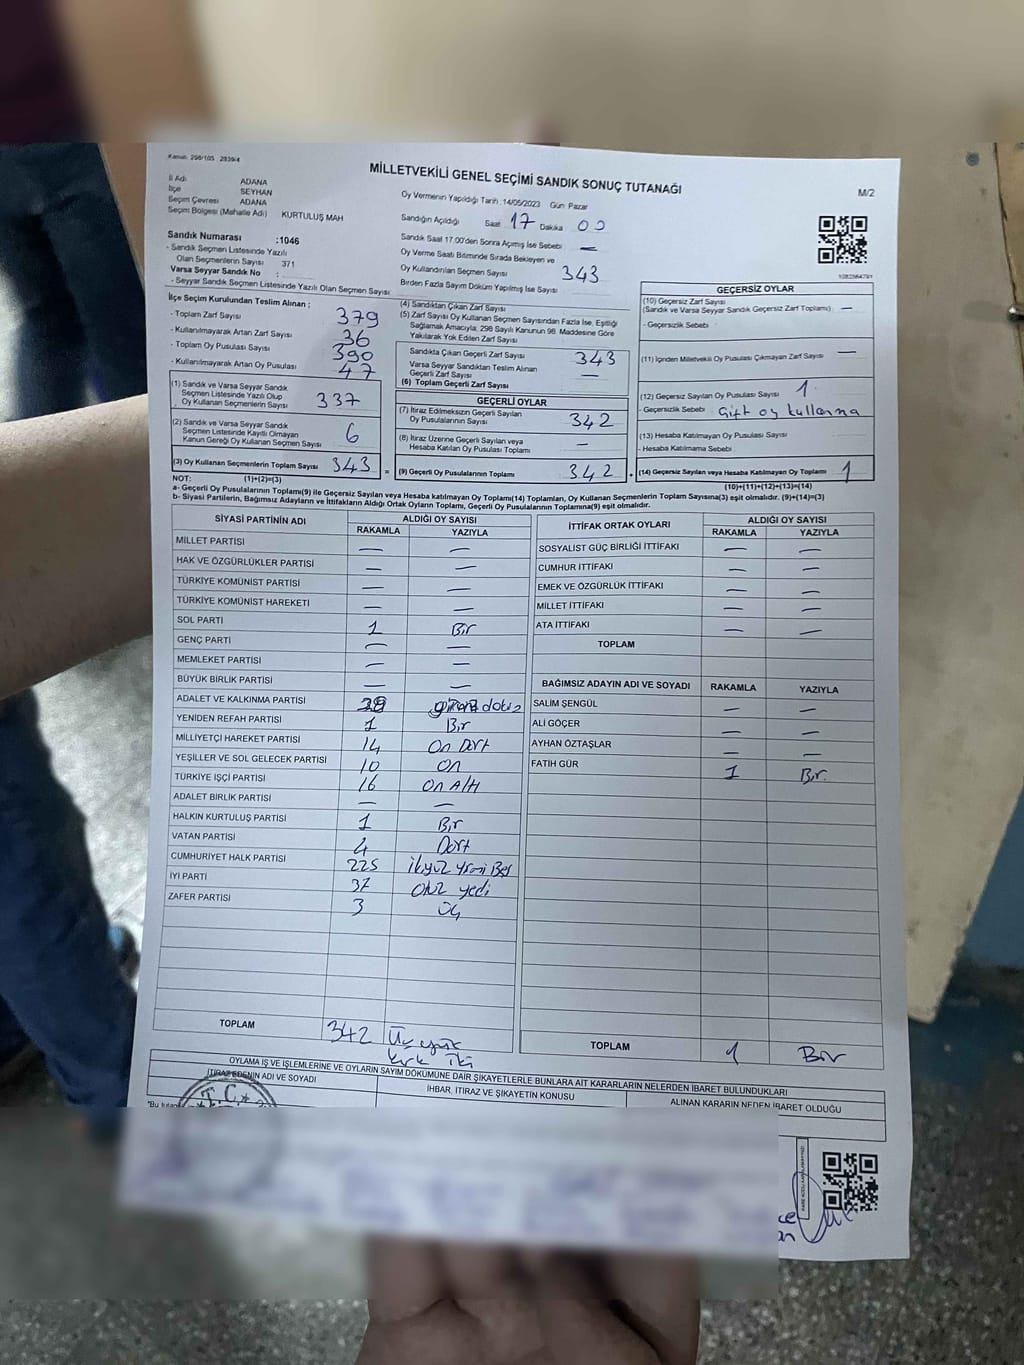 Kanun: 298/105 2839/4
MİLLETVEKİLİ GENEL SEÇİMİ SANDIK SONUÇ TUTANAĞI
M/2
İl Adı ADANA
İlçe SEYHAN
Seçim Çevresi ADANA
Seçim Bölgesi (Mahalle Adı) KURTULUŞ MAH
Sandık Numarası :1046
- Sandık Seçmen Listesinde Yazılı
Olan Seçmenlerin Sayısı 371
Varsa Seyyar Sandık No :
- Seyyar Sandık Seçmen Listesinde Yazılı Olan Seçmen Sayısı
Oy Vermenin Yapıldığı Tarih :14/05/2023 Gün Pazar
Sandığın Açıldığı Saat 17 Dakika 00
Sandık Saat 17.00'den Sonra Açılmış İse Sebebi —
Oy Verme Saati Bitiminde Sırada Bekleyen ve
Oy Kullandırılan Seçmen Sayısı 343
Birden Fazla Sayım Döküm Yapılmış İse Sayısı
İlçe Seçim Kurulundan Teslim Alınan :
- Toplam Zarf Sayısı 379
- Kullanılmayarak Artan Zarf Sayısı 36
- Toplam Oy Pusulası Sayısı 390
- Kullanılmayarak Artan Oy Pusulası 47
(1) Sandık ve Varsa Seyyar Sandık
Seçmen Listesinde Yazılı Olup
Oy Kullanan Seçmenlerin Sayısı 337
(2) Sandık ve Varsa Seyyar Sandık
Seçmen Listesinde Kayıtlı Olmayan
Kanun Gereği Oy Kullanan Seçmen Sayısı 6
(3) Oy Kullanan Seçmenlerin Toplam Sayısı 343 =
(1)+(2)=(3)
(4) Sandıktan Çıkan Zarf Sayısı
(5) Zarf Sayısı Oy Kullanan Seçmen Sayısından Fazla İse, Eşitliği
Sağlamak Amacıyla, 298 Sayılı Kanunun 98. Maddesine Göre
Yakılarak Yok Edilen Zarf Sayısı
Sandıkta Çıkan Geçerli Zarf Sayısı 343
Varsa Seyyar Sandıktan Teslim Alınan
Geçerli Zarf Sayısı —
(6) Toplam Geçerli Zarf Sayısı
GEÇERLİ OYLAR
(7) İtiraz Edilmeksizin Geçerli Sayılan
Oy Pusulalarının Sayısı 342
(8) İtiraz Üzerine Geçerli Sayılan veya
Hesaba Katılan Oy Pusulası Toplamı —
(9) Geçerli Oy Pusulalarının Toplamı 342 +
1082564791
GEÇERSİZ OYLAR
(10) Geçersiz Zarf Sayısı
(Sandık ve Varsa Seyyar Sandık Geçersiz Zarf Toplamı) —
- Geçersizlik Sebebi
(11) İçinden Milletvekili Oy Pusulası Çıkmayan Zarf Sayısı —
(12) Geçersiz Sayılan Oy Pusulası Sayısı 1
- Geçersizlik Sebebi Çift oy kullanma
(13) Hesaba Katılmayan Oy Pusulası Sayısı
- Hesaba Katılmama Sebebi
(14) Geçersiz Sayılan veya Hesaba Katılmayan Oy Toplamı 1
(10)+(11)+(12)+(13)=(14)
NOT:
a- Geçerli Oy Pusulalarının Toplamı(9) ile Geçersiz Sayılan veya Hesaba katılmayan Oy Toplamı(14) Toplamları, Oy Kullanan Seçmenlerin Toplam Sayısına(3) eşit olmalıdır. (9)+(14)=(3)
b- Siyasi Partilerin, Bağımsız Adayların ve İttifakların Aldığı Ortak Oyların Toplamı, Geçerli Oy Pusulalarının Toplamına(9) eşit olmalıdır.
SİYASİ PARTİNİN ADI ALDIĞI OY SAYISI
RAKAMLA YAZIYLA
MİLLET PARTİSİ — —
HAK VE ÖZGÜRLÜKLER PARTİSİ — —
TÜRKİYE KOMÜNİST PARTİSİ — —
TÜRKİYE KOMÜNİST HAREKETİ — —
SOL PARTİ 1 Bir
GENÇ PARTİ — —
MEMLEKET PARTİSİ — —
BÜYÜK BİRLİK PARTİSİ — —
ADALET VE KALKINMA PARTİSİ
YENİDEN REFAH PARTİSİ 1 Bir
MİLLİYETÇİ HAREKET PARTİSİ 14 On Dört
YEŞİLLER VE SOL GELECEK PARTİSİ 10 On
TÜRKİYE İŞÇİ PARTİSİ 16 On Altı
ADALET BİRLİK PARTİSİ — —
HALKIN KURTULUŞ PARTİSİ 1 Bir
VATAN PARTİSİ 4 Dört
CUMHURİYET HALK PARTİSİ 225 ikiyüz yirmi Beş
İYİ PARTİ 37 otuz yedi
ZAFER PARTİSİ 3 üç
TOPLAM 342 Üç yüz
kırk iki
İTTİFAK ORTAK OYLARI ALDIĞI OY SAYISI
RAKAMLA YAZIYLA
SOSYALİST GÜÇ BİRLİĞİ İTTİFAKI — —
CUMHUR İTTİFAKI — —
EMEK VE ÖZGÜRLÜK İTTİFAKI — —
MİLLET İTTİFAKI — —
ATA İTTİFAKI — —
TOPLAM
BAĞIMSIZ ADAYIN ADI VE SOYADI RAKAMLA YAZIYLA
SALİM ŞENGÜL — —
ALİ GÖÇER — —
AYHAN ÖZTAŞLAR — —
FATİH GÜR 1 Bir
TOPLAM 1 Bir
OYLAMA İŞ VE İŞLEMLERİNE VE OYLARIN SAYIM DÖKÜMÜNE DAİR ŞİKAYETLERLE BUNLARA AİT KARARLARIN NELERDEN İBARET BULUNDUKLARI
İTİRAZ EDENİN ADI VE SOYADI
İHBAR, İTİRAZ VE ŞİKAYETİN KONUSU
ALINAN KARARIN NEDEN İBARET OLDUĞU
T.C.
"Bu tutan